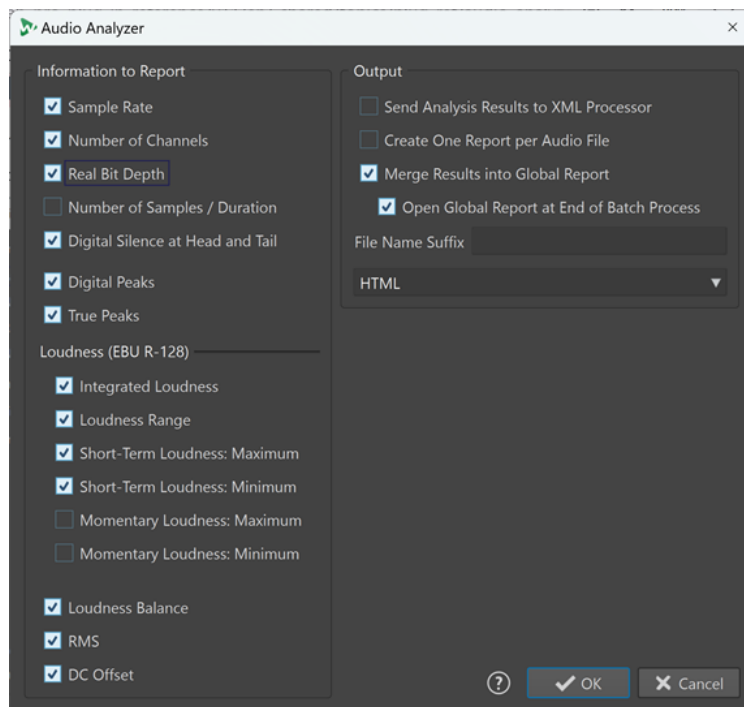 Audio Analyzer
Information to Report
Sample Rate
Number of Channels
Real Bit Depth
Number of Samples / Duration
Digital Silence at Head and Tail
Digital Peaks
True Peaks
Loudness (EBU R-128)
Integrated Loudness
Loudness Range
Short-Term Loudness: Maximum
Short-Term Loudness: Minimum
Momentary Loudness: Maximum
Momentary Loudness: Minimum
Loudness Balance
RMS
DC Offset
Output
Send Analysis Results to XML Processor
Create One Report per Audio File
Merge Results into Global Report
Open Global Report at End of Batch Process
File Name Suffix
HTML
OK
Cancel